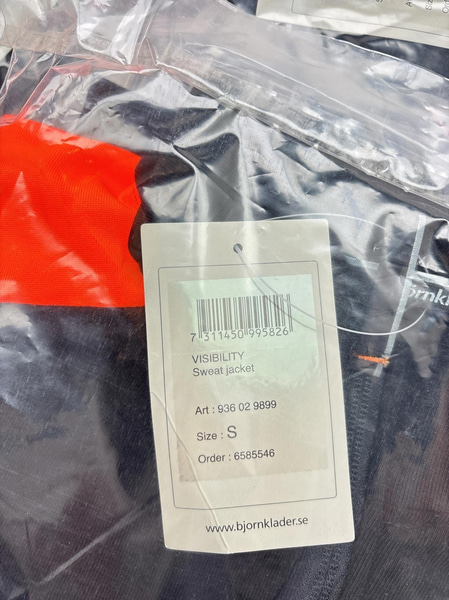 7 311450 995826
VISIBILITY
Sweat jacket
Art : 936 02 9899
Size : S
Order : 6585546
www.bjornklader.se